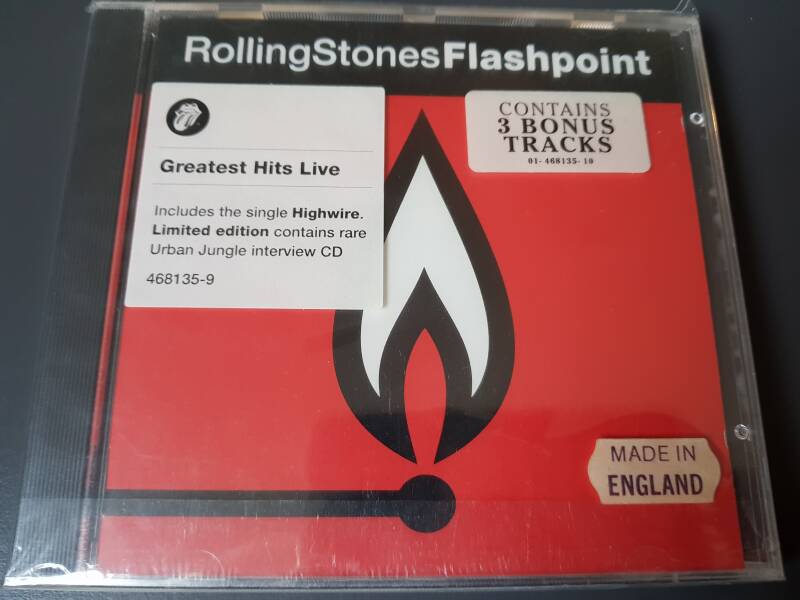 RollingStonesFlashpoint
Greatest Hits Live
Includes the single Highwire.
Limited edition contains rare
Urban Jungle interview CD
468135-9
CONTAINS
3 BONUS
TRACKS
01-468135-10
MADE IN
ENGLAND